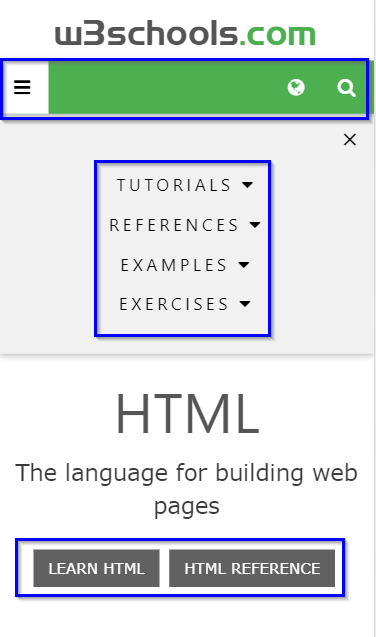 w3schools.com
TUTORIALS
REFERENCES
EXAMPLES
EXERCISES
HTML
The language for building web
pages
LEARN HTML HTML REFERENCE